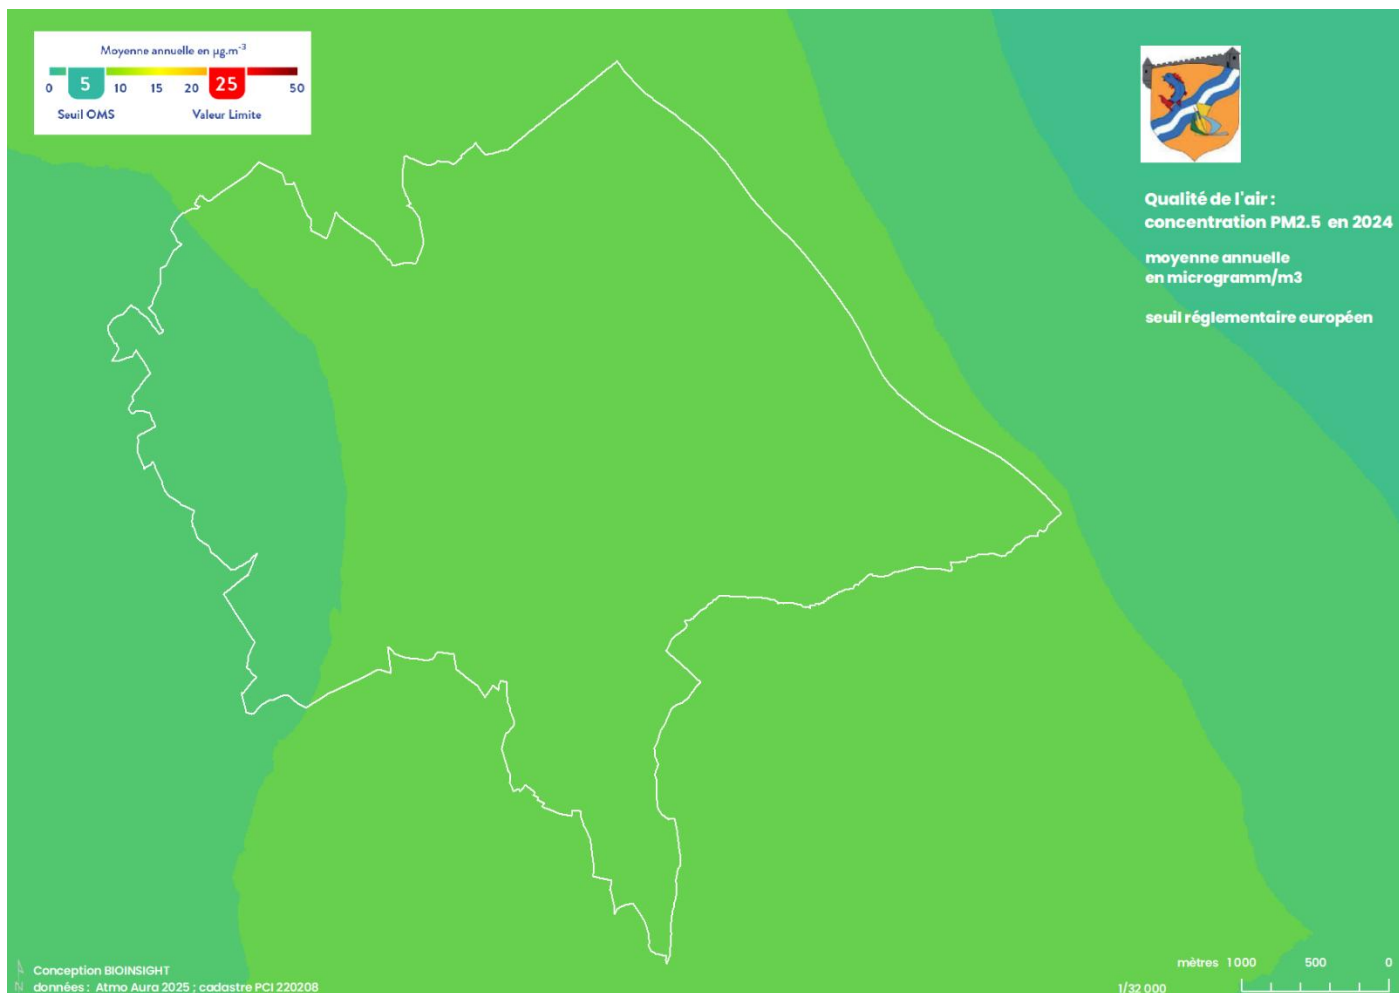 Moyenne annuelle en µg.m⁻³
0 5 10 15 20 25 50
Seuil OMS Valeur Limite
Qualité de l'air :
concentration PM2.5 en 2024
moyenne annuelle
en microgramm/m3
seuil réglementaire européen
mètres 1000 500 0
1/32 000
N
Conception BIOINSIGHT
données : Atmo Aura 2025 ; cadastre PCI 220208